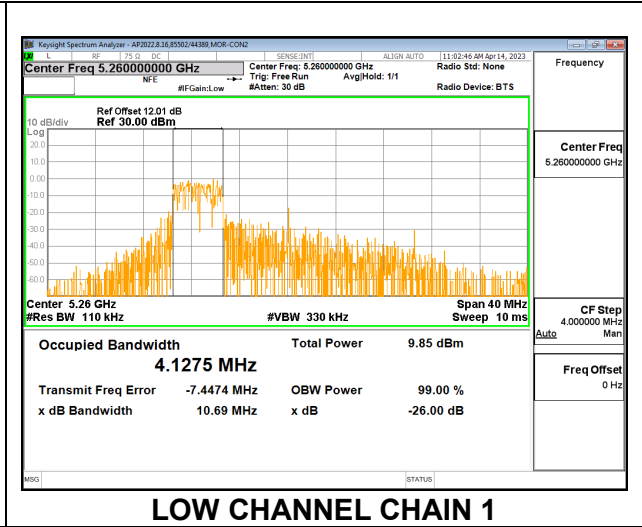 Keysight Spectrum Analyzer - AP2022.8.16,85502/44389,MOR-CON2
L RF 75 Ω DC SENSE:INT ALIGN AUTO 11:02:46 AM Apr 14, 2023
Center Freq 5.260000000 GHz
NFE
#IFGain:Low
Center Freq: 5.260000000 GHz
Trig: Free Run Avg|Hold: 1/1
#Atten: 30 dB
Radio Std: None
Radio Device: BTS
Frequency
Ref Offset 12.01 dB
10 dB/div Ref 30.00 dBm
Log
20.0
10.0
0.00
-10.0
-20.0
-30.0
-40.0
-50.0
-60.0
Center 5.26 GHz Span 40 MHz
#Res BW 110 kHz #VBW 330 kHz Sweep 10 ms
Occupied Bandwidth Total Power 9.85 dBm
4.1275 MHz
Transmit Freq Error -7.4474 MHz OBW Power 99.00 %
x dB Bandwidth 10.69 MHz x dB -26.00 dB
Center Freq
5.260000000 GHz
CF Step
4.000000 MHz
Auto Man
Freq Offset
0 Hz
MSG STATUS
LOW CHANNEL CHAIN 1